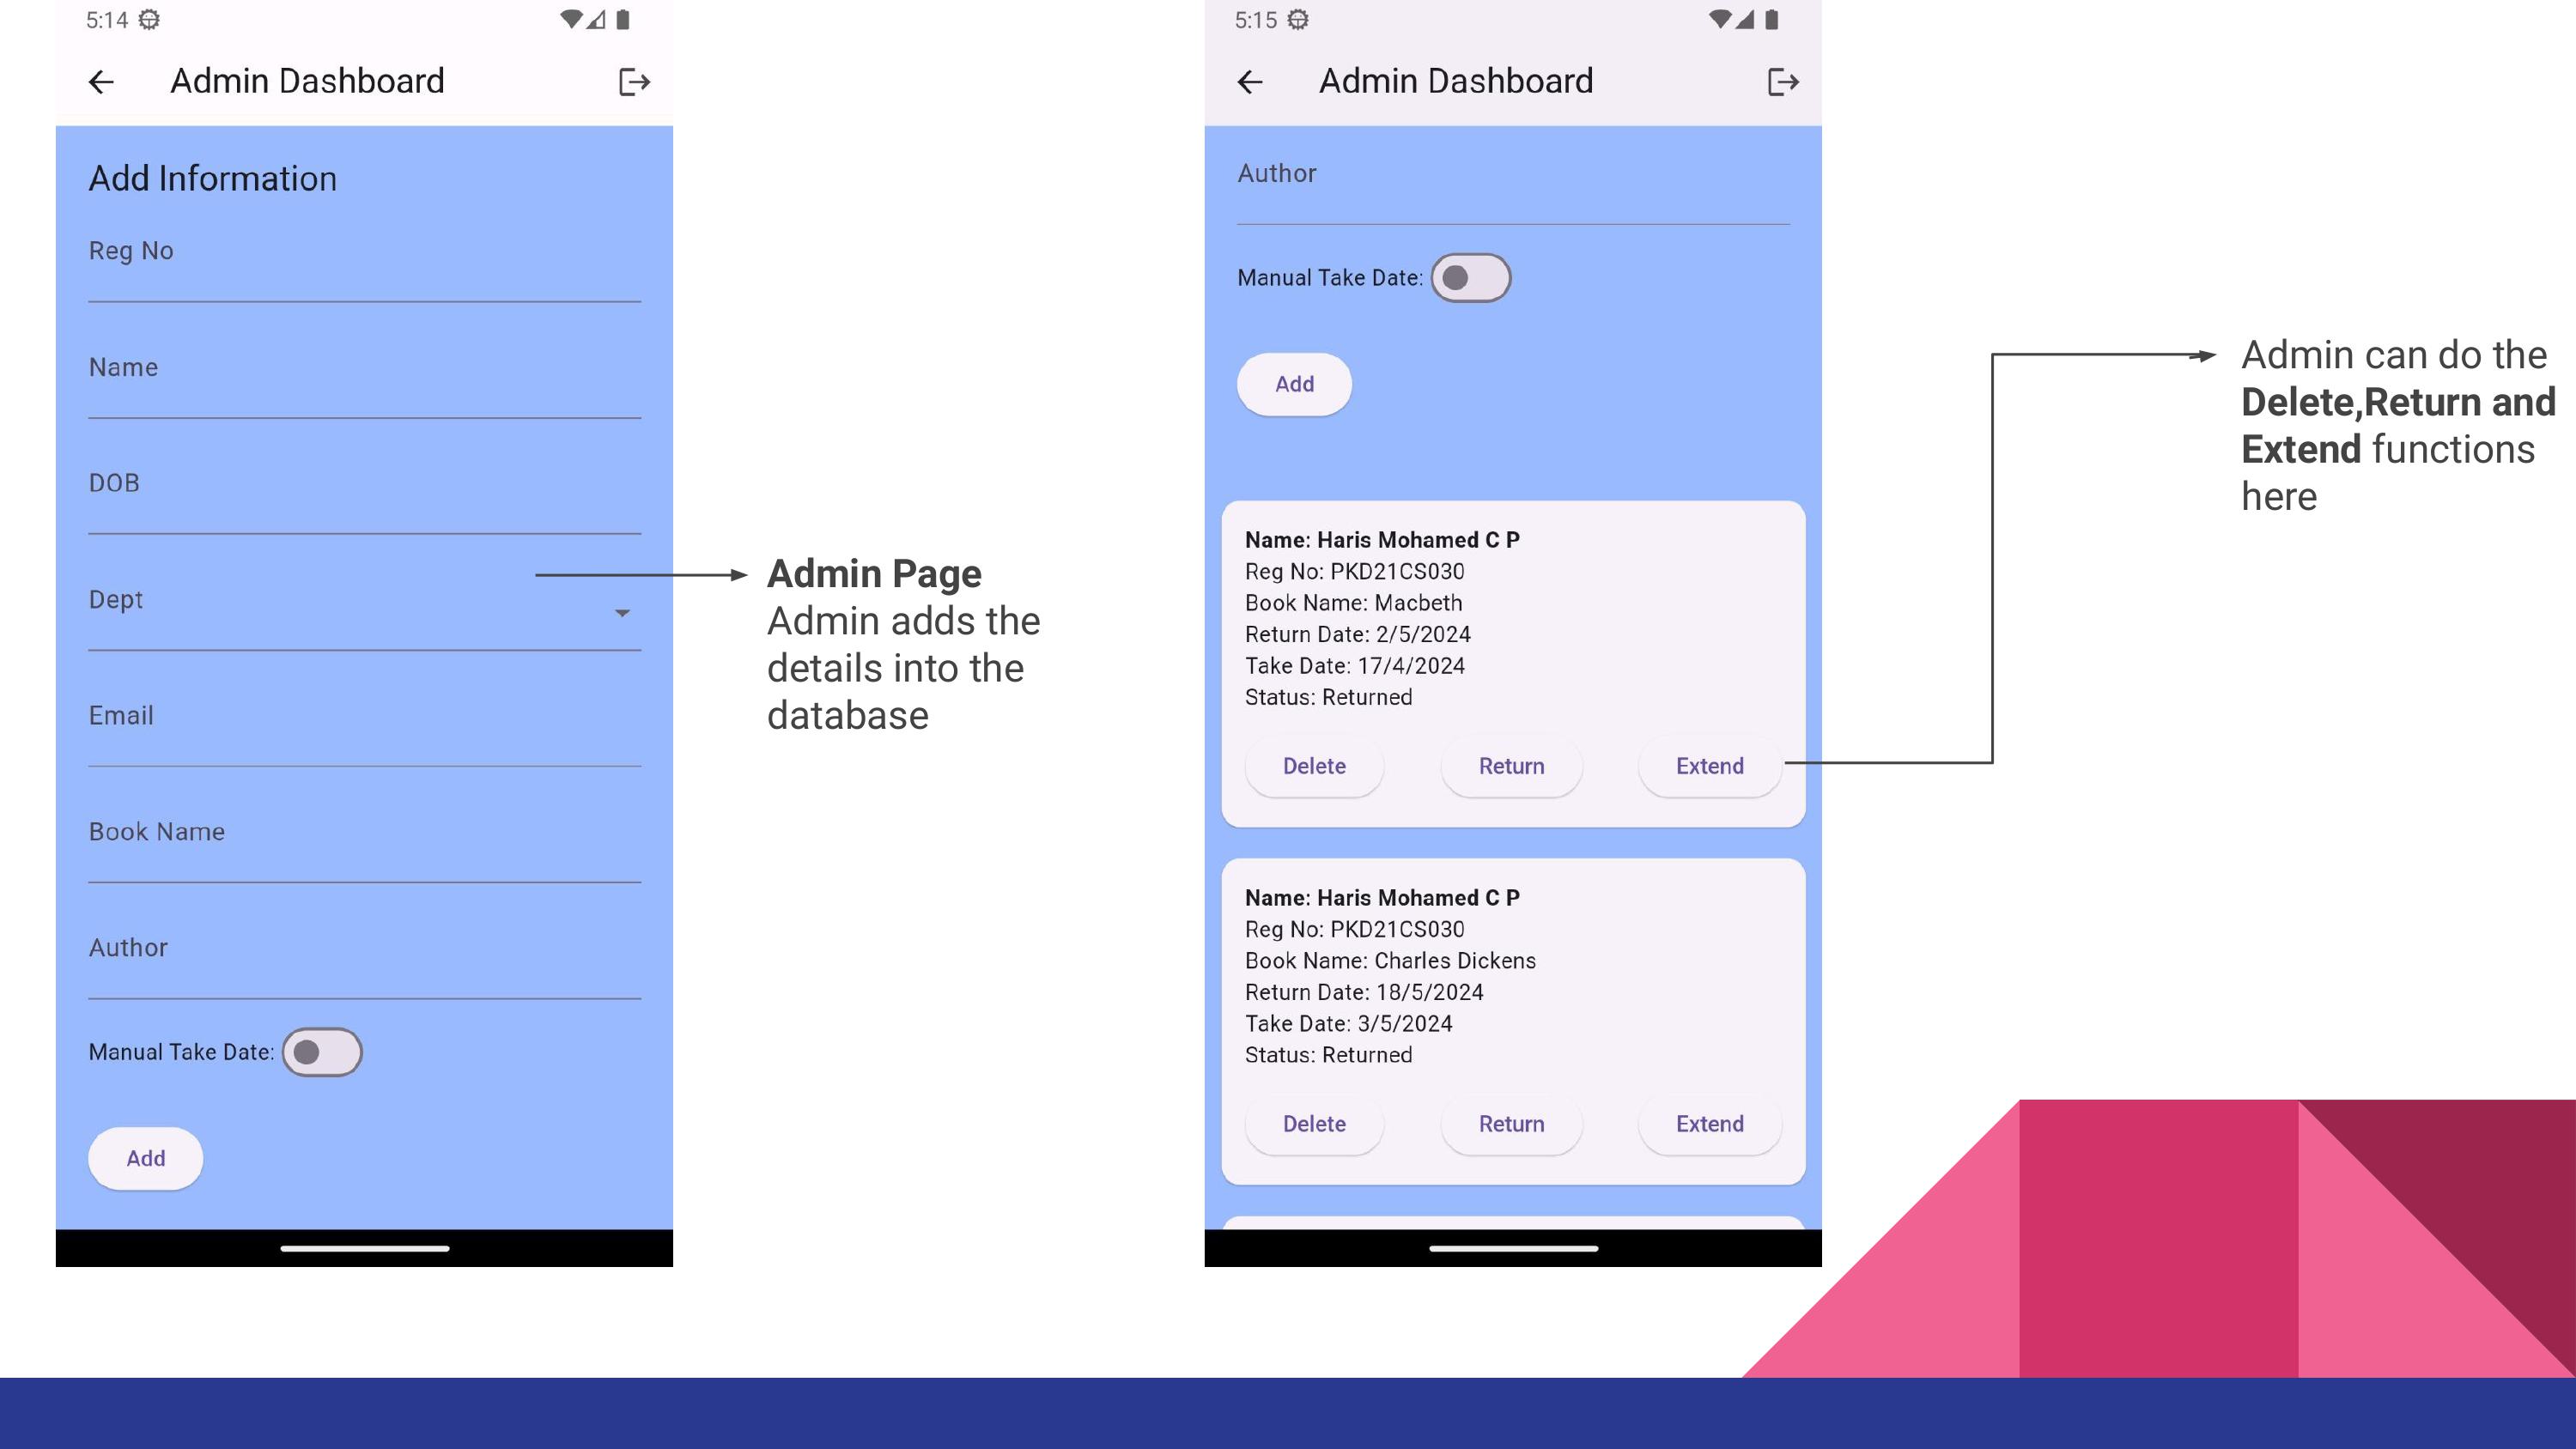 5:14
Admin Dashboard
Add Information
Reg No
Name
DOB
Dept
Email
Book Name
Author
Manual Take Date:
Add
Admin Page
Admin adds the
details into the
database
5:15
Admin Dashboard
Author
Manual Take Date:
Add
Name: Haris Mohamed C P
Reg No: PKD21CS030
Book Name: Macbeth
Return Date: 2/5/2024
Take Date: 17/4/2024
Status: Returned
Delete Return Extend
Name: Haris Mohamed C P
Reg No: PKD21CS030
Book Name: Charles Dickens
Return Date: 18/5/2024
Take Date: 3/5/2024
Status: Returned
Delete Return Extend
Admin can do the
Delete,Return and
Extend functions
here